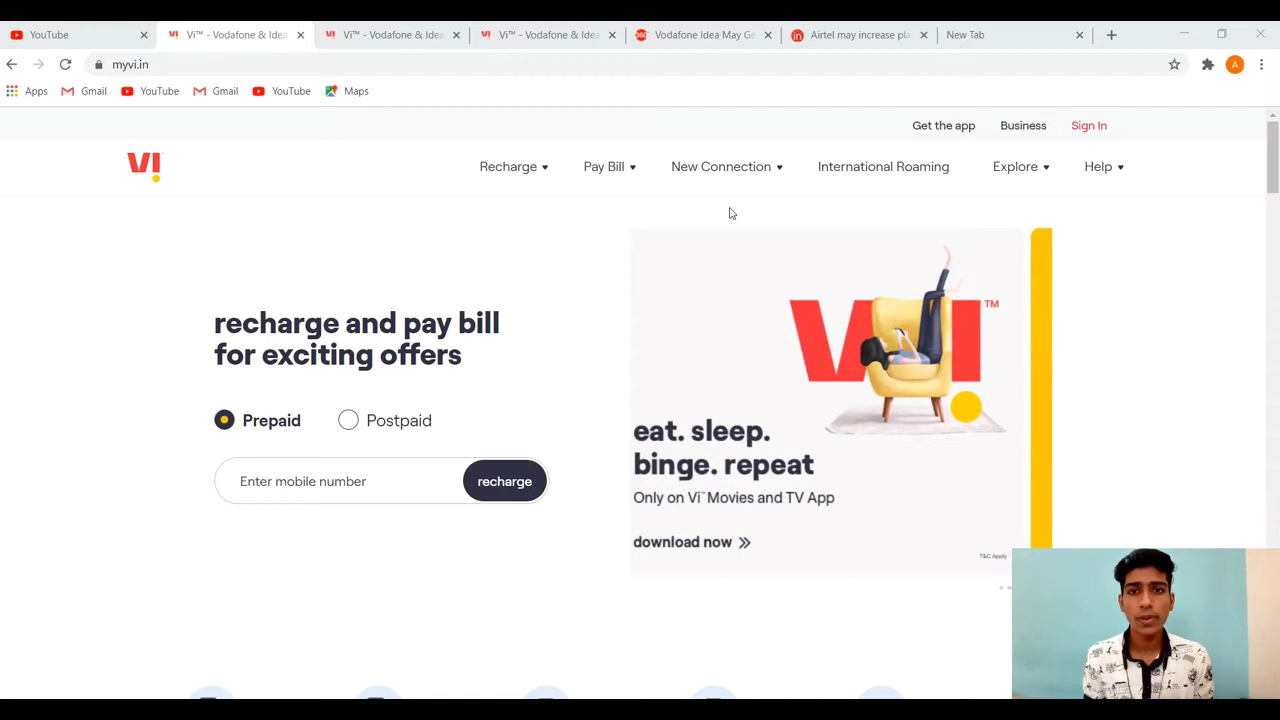 YouTube
Vi™ - Vodafone & Idea
Vi™ - Vodafone & Idea
Vi™ - Vodafone & Idea
Vodafone Idea May Ge
Airtel may increase pla
New Tab
myvi.in
A
Apps
Gmail
YouTube
Gmail
YouTube
Maps
Get the app
Business
Sign In
VI
Recharge
Pay Bill
New Connection
International Roaming
Explore
Help
recharge and pay bill
for exciting offers
Prepaid
Postpaid
Enter mobile number
recharge
VI™
eat. sleep.
binge. repeat
Only on Vi™ Movies and TV App
download now
T&C Apply